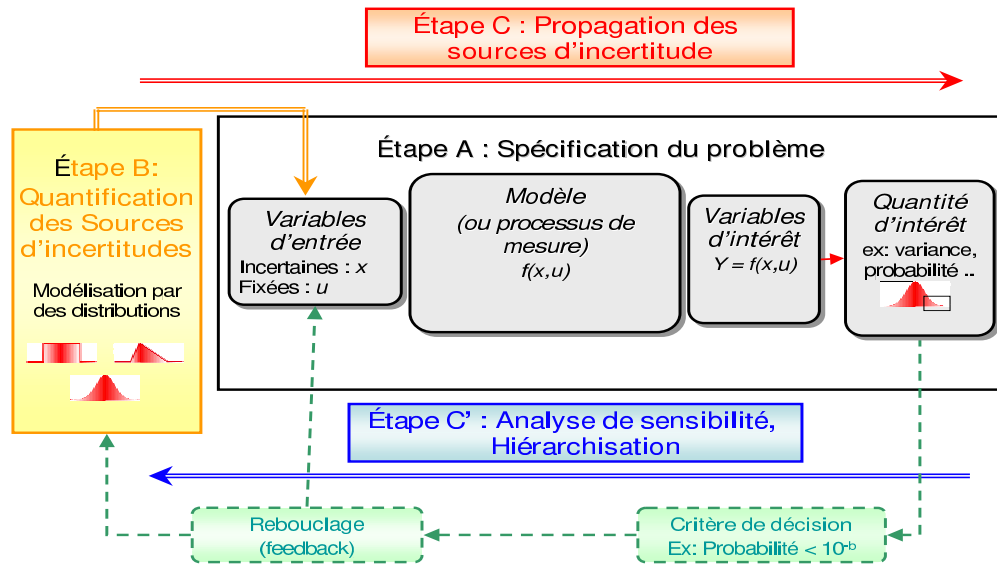 Étape C : Propagation des
sources d'incertitude
Étape B:
Quantification
des Sources
d'incertitudes
Modélisation par
des distributions
Étape A : Spécification du problème
Variables
d'entrée
Incertaines : x
Fixées : u
Modèle
(ou processus de
mesure)
f(x,u)
Variables
d'intérêt
Y = f(x,u)
Quantité
d'intérêt
ex: variance,
probabilité ..
Étape C' : Analyse de sensibilité,
Hiérarchisation
Rebouclage
(feedback)
Critère de décision
Ex: Probabilité < 10⁻ᵇ